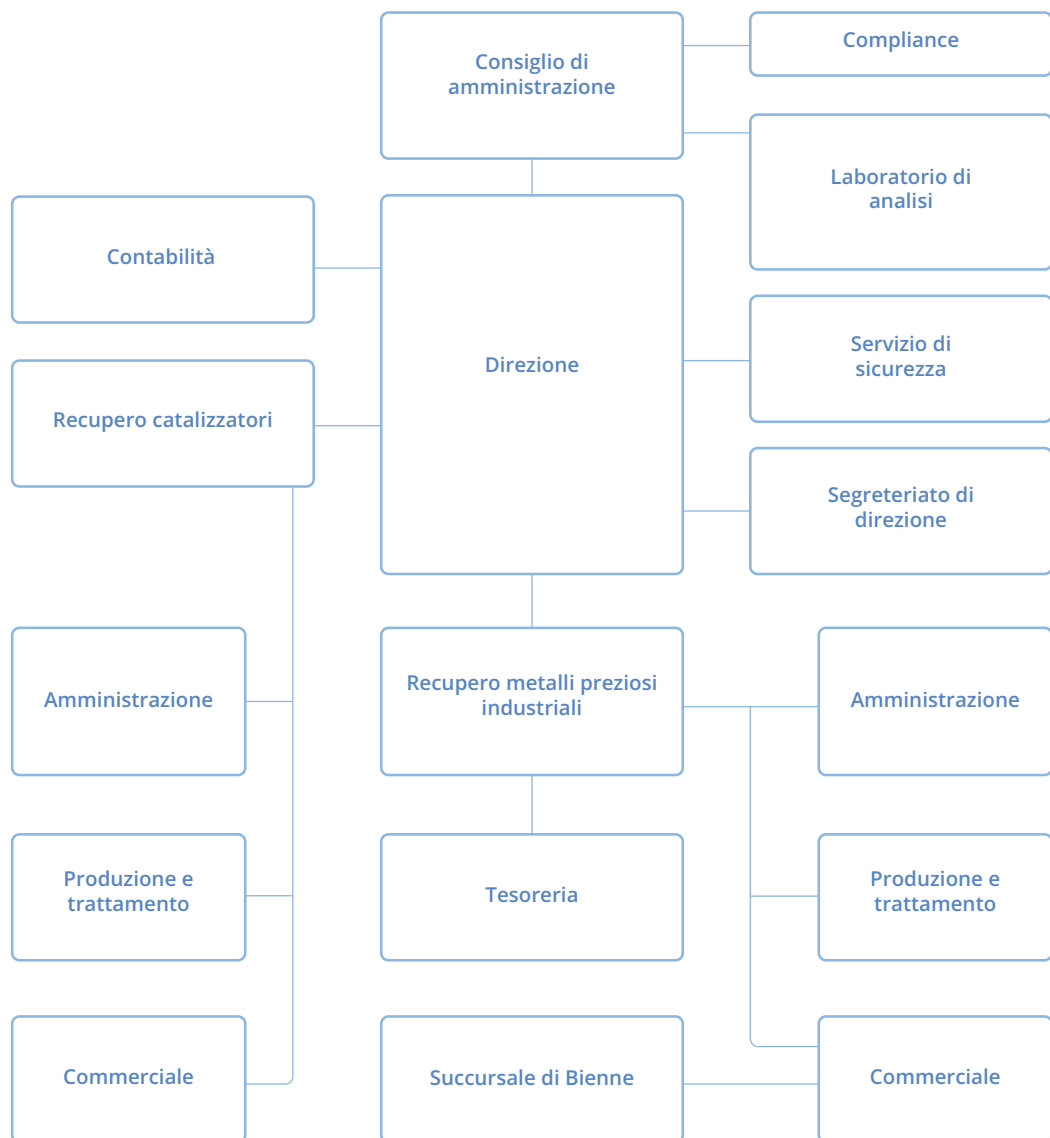 Consiglio di
amministrazione
Compliance
Laboratorio di
analisi
Contabilità
Direzione
Servizio di
sicurezza
Recupero catalizzatori
Segreteriato di
direzione
Amministrazione
Recupero metalli preziosi
industriali
Amministrazione
Produzione e
trattamento
Tesoreria
Produzione e
trattamento
Commerciale
Succursale di Bienne
Commerciale